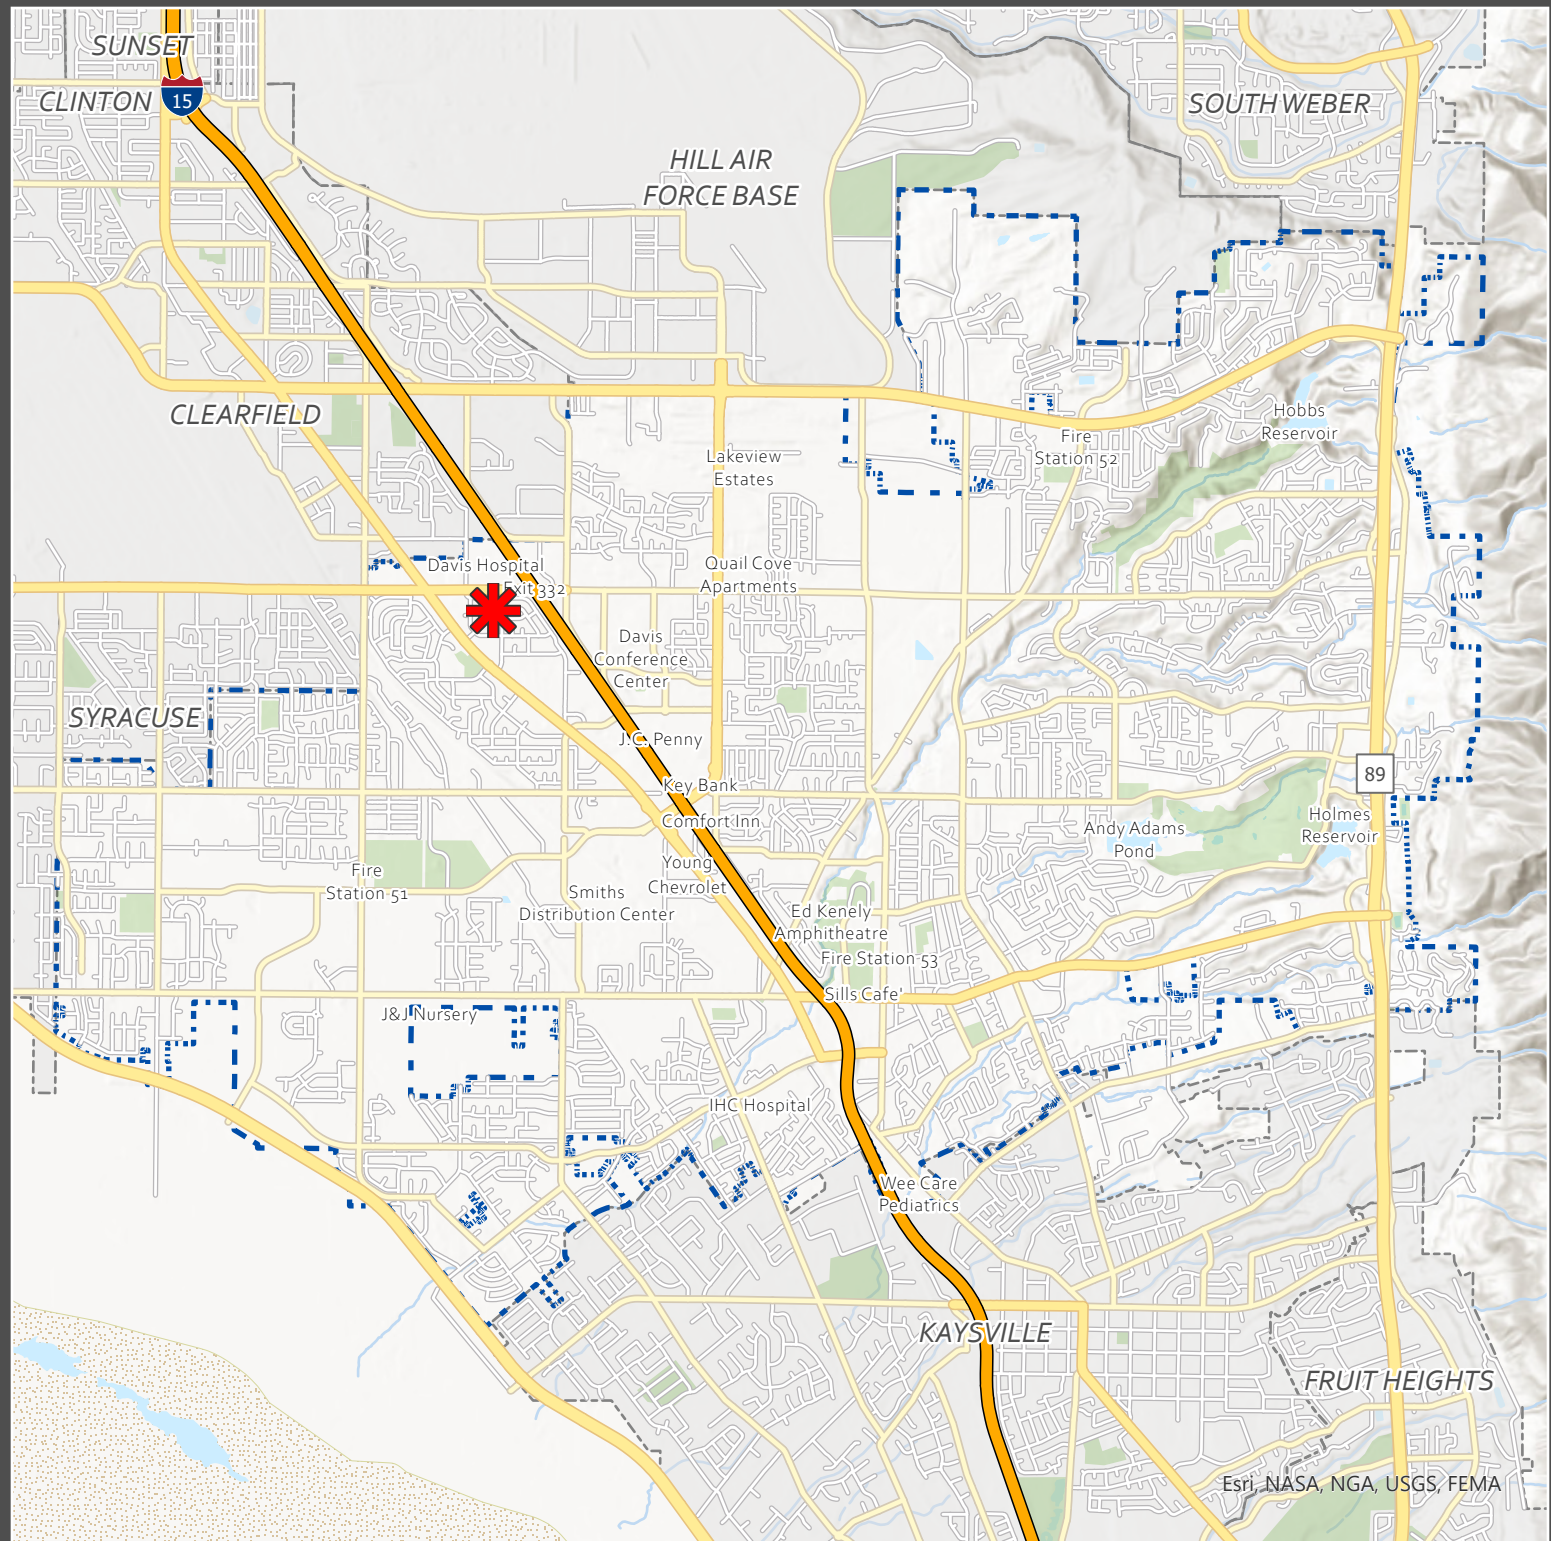 SUNSET
15
CLINTON
SOUTH WEBER
HILL AIR
FORCE BASE
CLEARFIELD
Hobbs
Reservoir
Fire
Station 52
Lakeview
Estates
Davis Hospital
Exit 332
Quail Cove
Apartments
Davis
Conference
Center
SYRACUSE
J.C. Penny
89
Key Bank
Comfort Inn
Andy Adams
Pond
Holmes
Reservoir
Young
Chevrolet
Fire
Station 51
Smiths
Distribution Center
Ed Kenely
Amphitheatre
Fire Station 53
Sills Cafe'
J&J Nursery
IHC Hospital
Wee Care
Pediatrics
KAYSVILLE
FRUIT HEIGHTS
Esri, NASA, NGA, USGS, FEMA